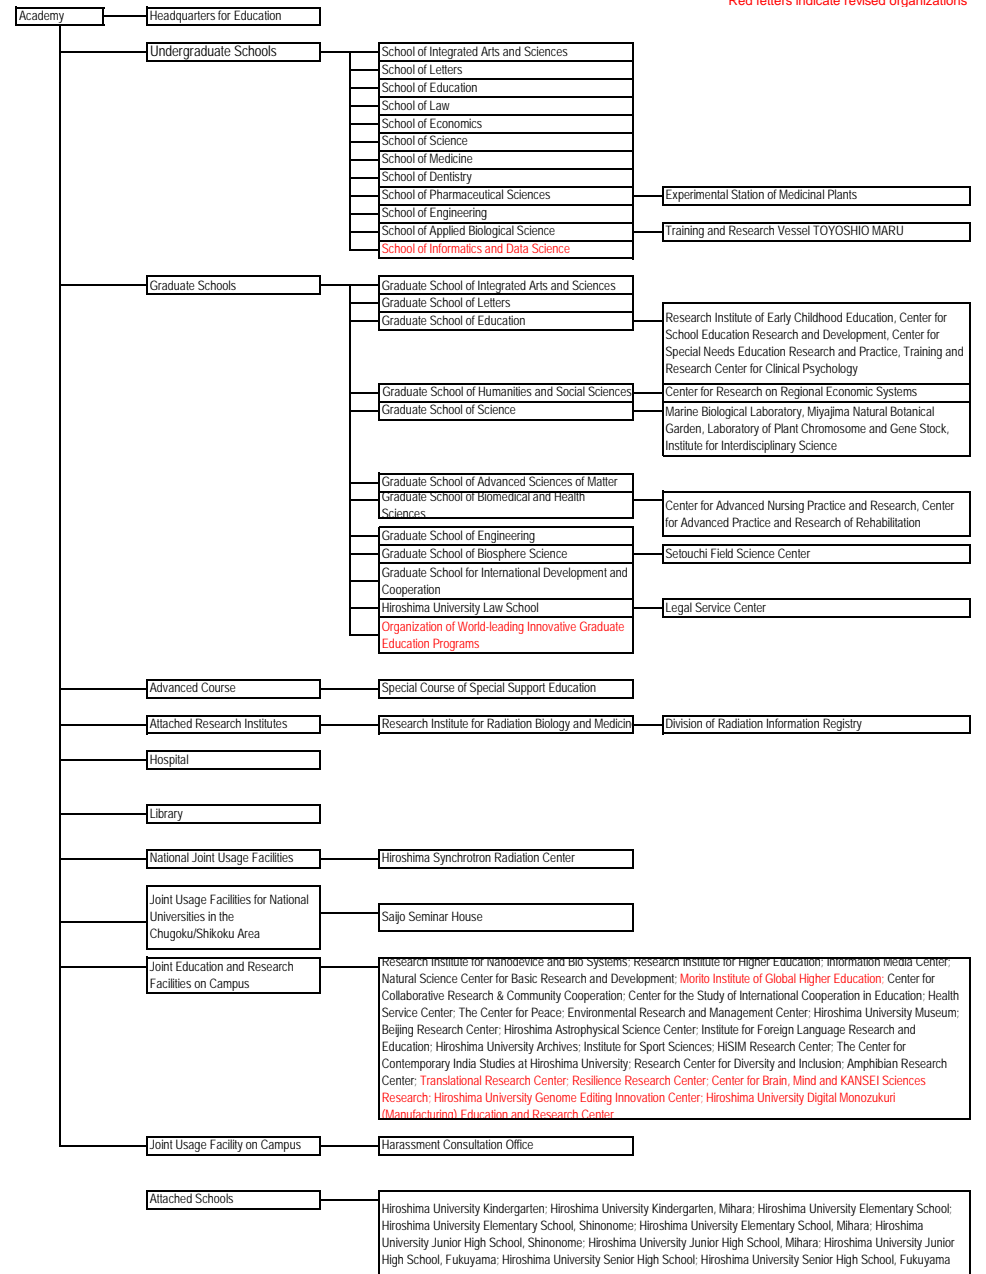 Red letters indicate revised organizations
Academy
Headquarters for Education
Undergraduate Schools
School of Integrated Arts and Sciences
School of Letters
School of Education
School of Law
School of Economics
School of Science
School of Medicine
School of Dentistry
School of Pharmaceutical Sciences
Experimental Station of Medicinal Plants
School of Engineering
School of Applied Biological Science
Training and Research Vessel TOYOSHIO MARU
School of Informatics and Data Science
Graduate Schools
Graduate School of Integrated Arts and Sciences
Graduate School of Letters
Graduate School of Education
Research Institute of Early Childhood Education, Center for
School Education Research and Development, Center for
Special Needs Education Research and Practice, Training and
Research Center for Clinical Psychology
Graduate School of Humanities and Social Sciences
Center for Research on Regional Economic Systems
Graduate School of Science
Marine Biological Laboratory, Miyajima Natural Botanical
Garden, Laboratory of Plant Chromosome and Gene Stock,
Institute for Interdisciplinary Science
Graduate School of Advanced Sciences of Matter
Graduate School of Biomedical and Health
Sciences
Center for Advanced Nursing Practice and Research, Center
for Advanced Practice and Research of Rehabilitation
Graduate School of Engineering
Graduate School of Biosphere Science
Setouchi Field Science Center
Graduate School for International Development and
Cooperation
Hiroshima University Law School
Legal Service Center
Organization of World-leading Innovative Graduate
Education Programs
Advanced Course
Special Course of Special Support Education
Attached Research Institutes
Research Institute for Radiation Biology and Medicin
Division of Radiation Information Registry
Hospital
Library
National Joint Usage Facilities
Hiroshima Synchrotron Radiation Center
Joint Usage Facilities for National
Universities in the
Chugoku/Shikoku Area
Saijo Seminar House
Joint Education and Research
Facilities on Campus
Research Institute for Nanodevice and Bio Systems; Research Institute for Higher Education; Information Media Center;
Natural Science Center for Basic Research and Development; Morito Institute of Global Higher Education; Center for
Collaborative Research & Community Cooperation; Center for the Study of International Cooperation in Education; Health
Service Center; The Center for Peace; Environmental Research and Management Center; Hiroshima University Museum;
Beijing Research Center; Hiroshima Astrophysical Science Center; Institute for Foreign Language Research and
Education; Hiroshima University Archives; Institute for Sport Sciences; HiSIM Research Center; The Center for
Contemporary India Studies at Hiroshima University; Research Center for Diversity and Inclusion; Amphibian Research
Center; Translational Research Center; Resilience Research Center; Center for Brain, Mind and KANSEI Sciences
Research; Hiroshima University Genome Editing Innovation Center; Hiroshima University Digital Monozukuri
(Manufacturing) Education and Research Center
Joint Usage Facility on Campus
Harassment Consultation Office
Attached Schools
Hiroshima University Kindergarten; Hiroshima University Kindergarten, Mihara; Hiroshima University Elementary School;
Hiroshima University Elementary School, Shinonome; Hiroshima University Elementary School, Mihara; Hiroshima
University Junior High School, Shinonome; Hiroshima University Junior High School, Mihara; Hiroshima University Junior
High School, Fukuyama; Hiroshima University Senior High School; Hiroshima University Senior High School, Fukuyama